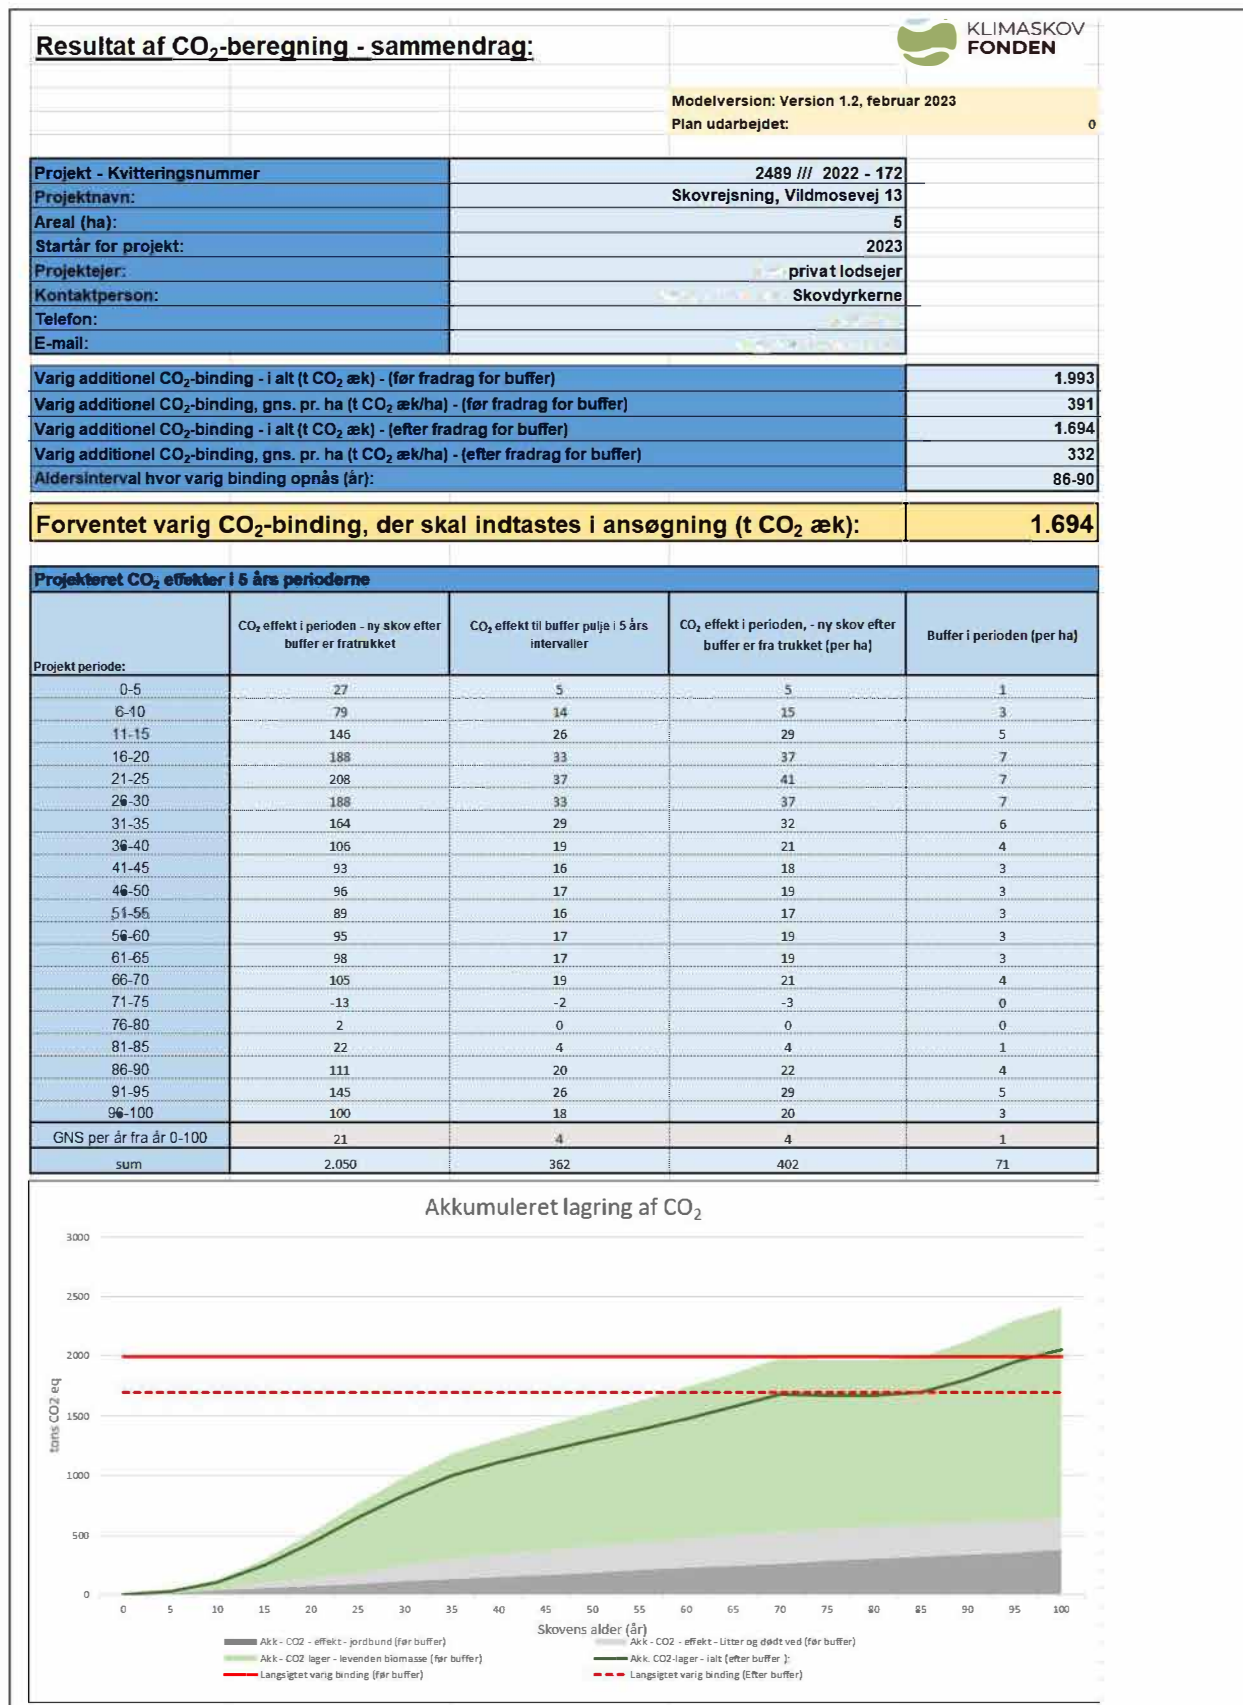 Resultat af CO₂-beregning - sammendrag:
KLIMASKOV
FONDEN
Modelversion: Version 1.2, februar 2023
Plan udarbejdet: 0
Projekt - Kvitteringsnummer 2489 /// 2022 - 172
Projektnavn: Skovrejsning, Vildmosevej 13
Areal (ha): 5
Startår for projekt: 2023
Projektejer: privat lodsejer
Kontaktperson: Skovdyrkerne
Telefon:
E-mail:
Varig additionel CO₂-binding - i alt (t CO₂ æk) - (før fradrag for buffer) 1.993
Varig additionel CO₂-binding, gns. pr. ha (t CO₂ æk/ha) - (før fradrag for buffer) 391
Varig additionel CO₂-binding - i alt (t CO₂ æk) - (efter fradrag for buffer) 1.694
Varig additionel CO₂-binding, gns. pr. ha (t CO₂ æk/ha) - (efter fradrag for buffer) 332
Aldersinterval hvor varig binding opnås (år): 86-90
Forventet varig CO₂-binding, der skal indtastes i ansøgning (t CO₂ æk): 1.694
Projekteret CO₂ effekter i 5 års perioderne
Projekt periode:
CO₂ effekt i perioden - ny skov efter
buffer er fratrukket
CO₂ effekt til buffer pulje i 5 års
intervaller
CO₂ effekt i perioden, - ny skov efter
buffer er fra trukket (per ha)
Buffer i perioden (per ha)
0-5 27 5 5 1
6-10 79 14 15 3
11-15 146 26 29 5
16-20 188 33 37 7
21-25 208 37 41 7
26-30 188 33 37 7
31-35 164 29 32 6
36-40 106 19 21 4
41-45 93 16 18 3
46-50 96 17 19 3
51-55 89 16 17 3
56-60 95 17 19 3
61-65 98 17 19 3
66-70 105 19 21 4
71-75 -13 -2 -3 0
76-80 2 0 0 0
81-85 22 4 4 1
86-90 111 20 22 4
91-95 145 26 29 5
96-100 100 18 20 3
GNS per år fra år 0-100 21 4 4 1
sum 2.050 362 402 71
Akkumuleret lagring af CO₂
3000
2500
2000
1500
1000
500
0
tons CO2 eq
0 5 10 15 20 25 30 35 40 45 50 55 60 65 70 75 80 85 90 95 100
Skovens alder (år)
Akk - CO2 - effekt - jordbund (før buffer)
Akk - CO2 - effekt - Litter og dødt ved (før buffer)
Akk - CO2 lager - levenden biomasse (før buffer)
Akk. CO2-lager - ialt (efter buffer ):
Langsigtet varig binding (før buffer)
Langsigtet varig binding (Efter buffer)